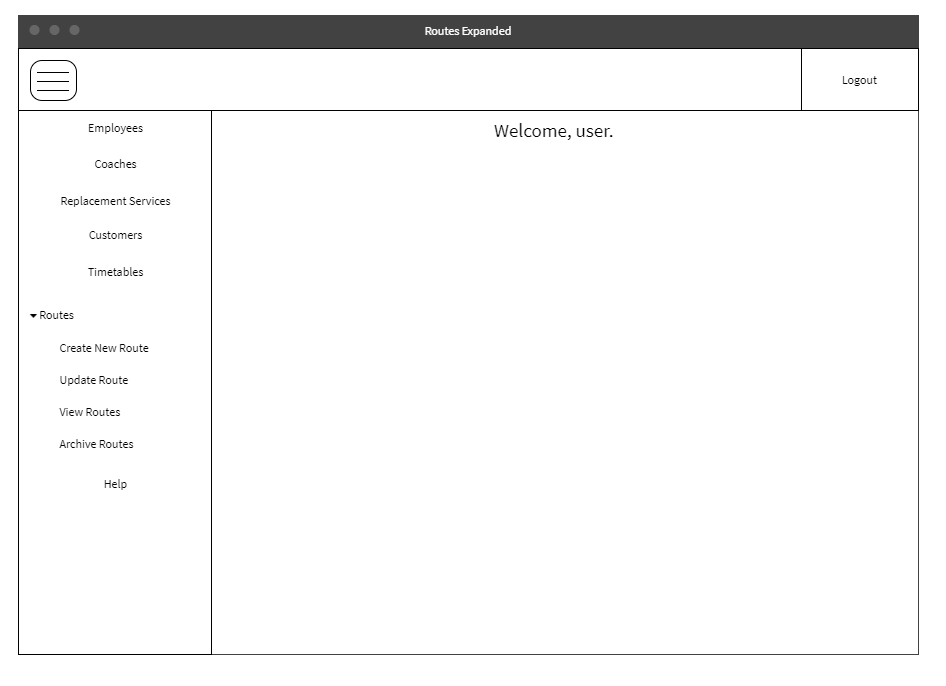 Routes Expanded
Logout
Employees
Welcome, user.
Coaches
Replacement Services
Customers
Timetables
Routes
Create New Route
Update Route
View Routes
Archive Routes
Help